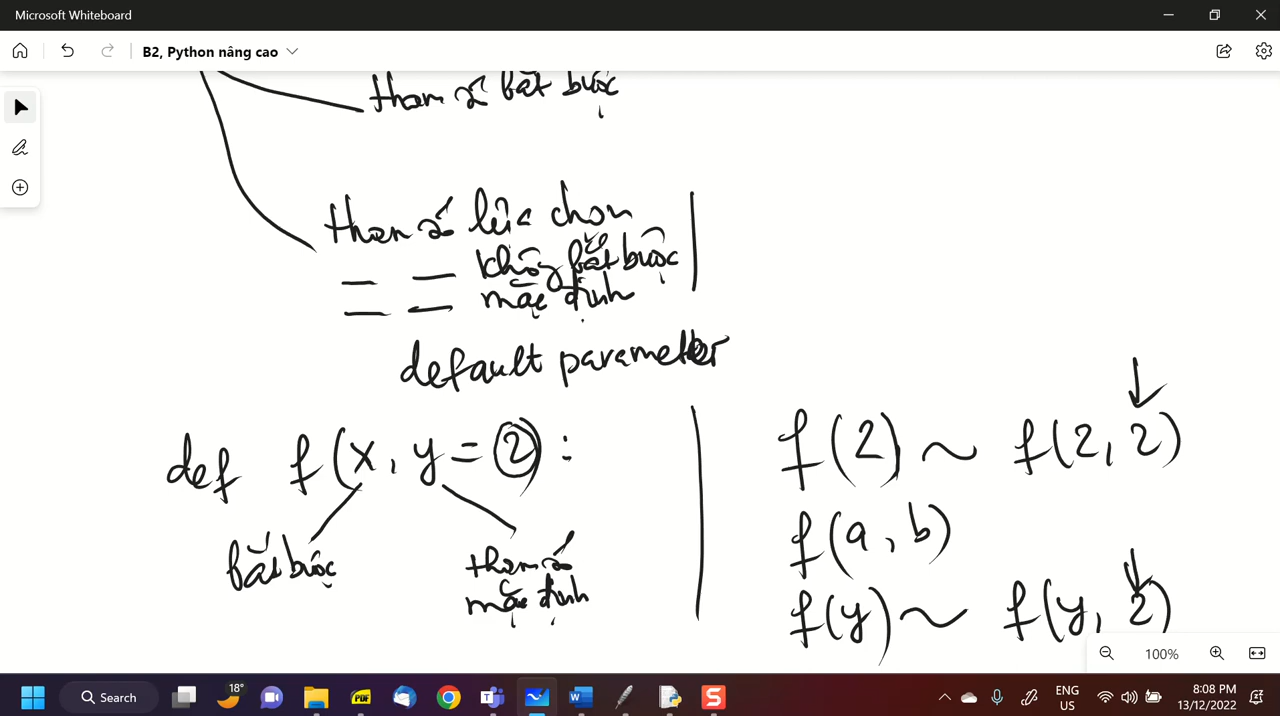 Microsoft Whiteboard
B2, Python nâng cao
tham số bắt buộc
tham số lựa chọn
= = không bắt buộc
= = mặc định
default parameter
def f(x, y = 2) :
bắt buộc
tham số
mặc định
f(2) ~ f(2, 2)
f(a, b)
f(y) ~ f(y, 2)
100%
18°
Search
PDF
ENG
US
8:08 PM
13/12/2022